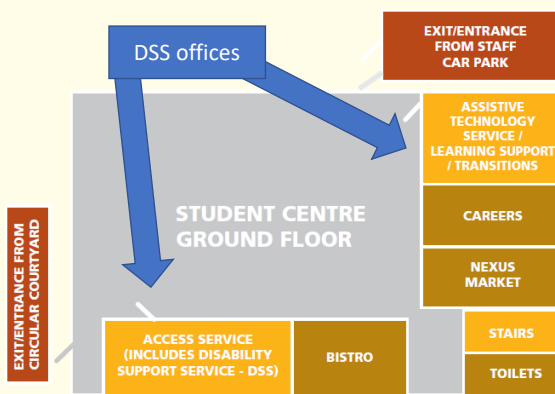 DSS offices
EXIT/ENTRANCE
FROM STAFF
CAR PARK
ASSISTIVE
TECHNOLOGY
SERVICE /
LEARNING SUPPORT
/ TRANSITIONS
STUDENT CENTRE
GROUND FLOOR
CAREERS
NEXUS
MARKET
EXIT/ENTRANCE FROM
CIRCULAR COURTYARD
ACCESS SERVICE
(INCLUDES DISABILITY
SUPPORT SERVICE - DSS)
BISTRO
STAIRS
TOILETS